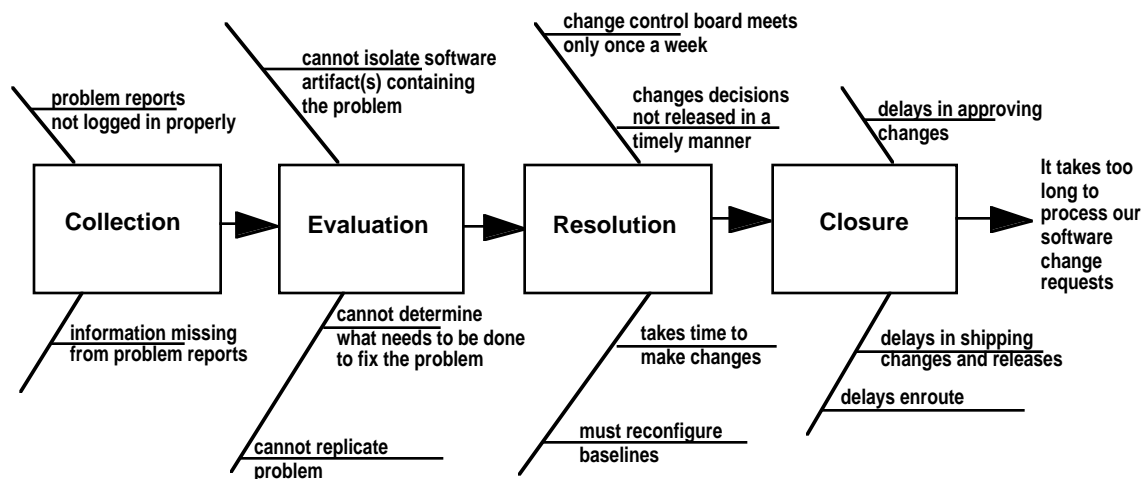 change control board meets
only once a week
cannot isolate software
artifact(s) containing
the problem
changes decisions
not released in a
timely manner
problem reports
not logged in properly
delays in approving
changes
Collection
Evaluation
Resolution
Closure
It takes too
long to
process our
software
change
requests
information missing
from problem reports
cannot determine
what needs to be done
to fix the problem
takes time to
make changes
delays in shipping
changes and releases
delays enroute
cannot replicate
problem
must reconfigure
baselines